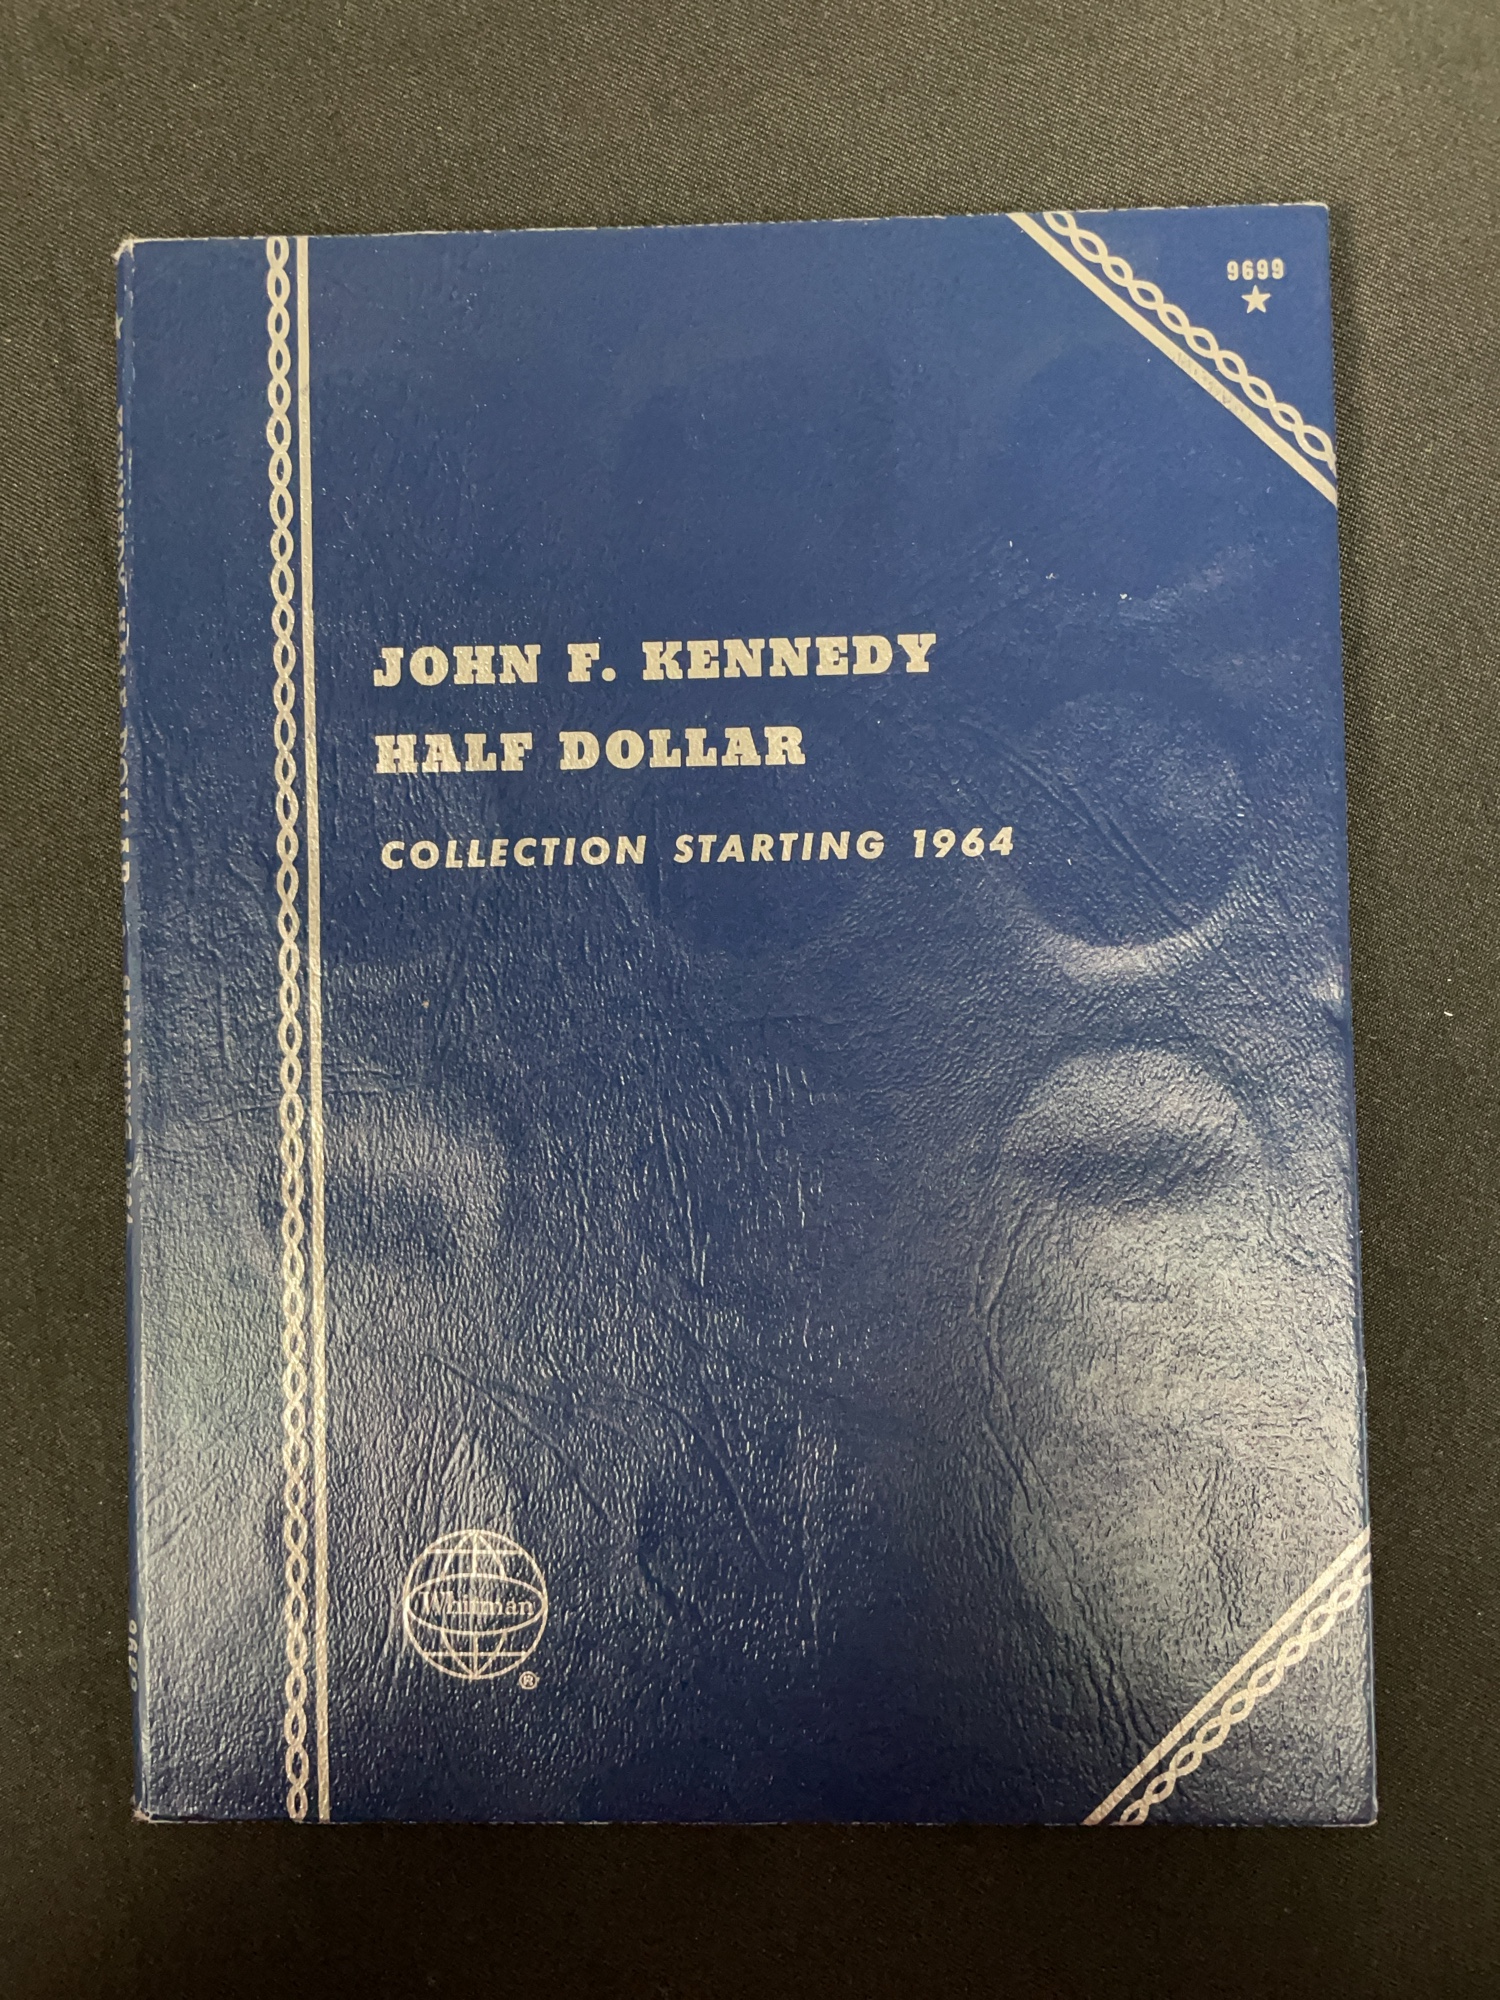 9699
JOHN F. KENNEDY
HALF DOLLAR
COLLECTION STARTING 1964
Whitman
®